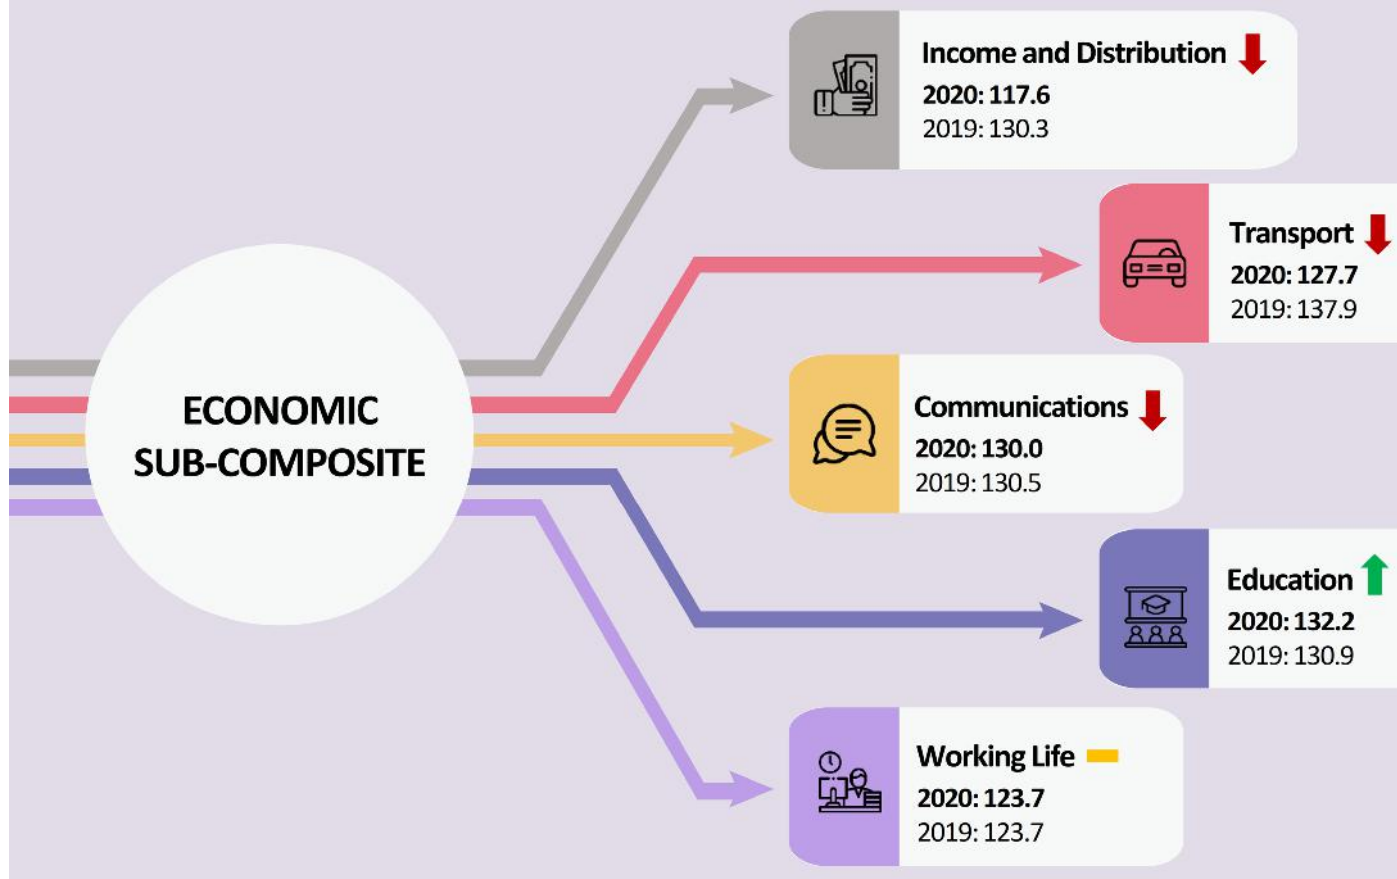 Income and Distribution
2020: 117.6
2019: 130.3
Transport
2020: 127.7
2019: 137.9
ECONOMIC
SUB-COMPOSITE
Communications
2020: 130.0
2019: 130.5
Education
2020: 132.2
2019: 130.9
Working Life
2020: 123.7
2019: 123.7